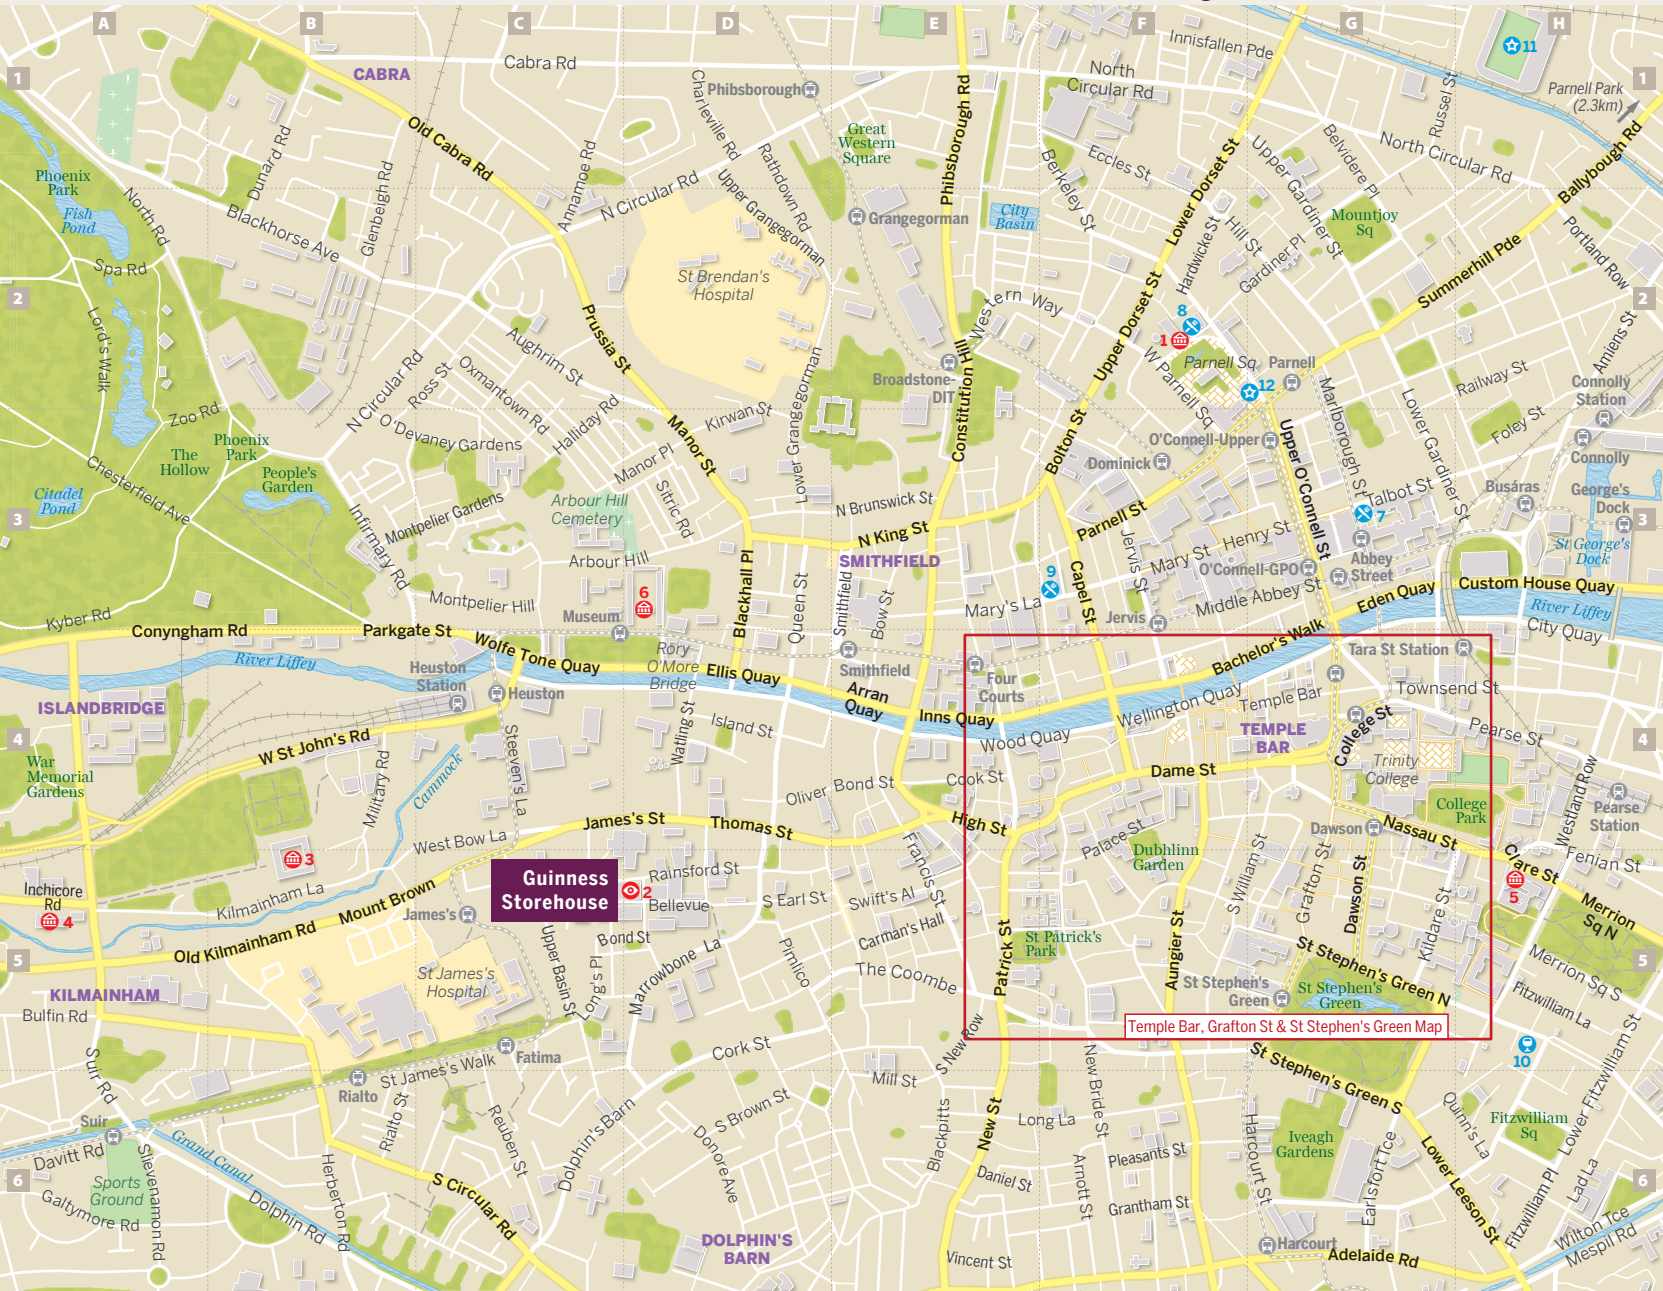 A
B
C
D
E
F
G
H
1
CABRA
Cabra Rd
Charleville Rd
Phibsborough
Phibsborough Rd
North
Circular Rd
Innisfallen Pde
11
Russel St
Parnell Park
(2.3km)
1
Old Cabra Rd
Dunard Rd
Glenbeigh Rd
Annamoe Rd
N Circular Rd
Rathdown Rd
Upper Grangegorman
Great
Western
Square
Berkeley St
Eccles St
Lower Dorset St
Upper Gardiner St
Belvidere Pl
North Circular Rd
Ballybough Rd
Phoenix
Park
Fish
Pond
North Rd
Blackhorse Ave
Grangegorman
City
Basin
Hardwicke St
Hill St
Gardiner Pl
Mountjoy
Sq
Summerhill Pde
Portland Row
Spa Rd
2
Lord's Walk
St Brendan's
Hospital
Prussia St
Western Way
Upper Dorset St
8
1
Parnell Sq
W Parnell Sq
Parnell
12
2
Amiens St
N Circular Rd
Ross St
Aughrim St
Oxmantown Rd
Halliday Rd
O'Devaney Gardens
Manor St
Kirwan St
Lower Grangegorman
Broadstone-
DIT
Constitution Hill
Bolton St
Marlborough St
Lower Gardiner St
Railway St
Connolly
Station
Foley St
Connolly
Zoo Rd
Phoenix
Park
The
Hollow
People's
Garden
Citadel
Pond
Chesterfield Ave
Manor Pl
Sitric Rd
Dominick
O'Connell-Upper
Upper O'Connell St
Talbot St
Busáras
George's
Dock
3
Infirmary Rd
Montpelier Gardens
Arbour Hill
Cemetery
N Brunswick St
N King St
Parnell St
7
3
Arbour Hill
SMITHFIELD
Jervis St
Mary St
Henry St
O'Connell-GPO
Abbey
Street
St George's
Dock
Blackhall Pl
Queen St
Smithfield
Bow St
9
Capel St
Mary's La
Middle Abbey St
Eden Quay
Custom House Quay
Kyber Rd
Montpelier Hill
6
Museum
Jervis
River Liffey
City Quay
Conyngham Rd
Parkgate St
Wolfe Tone Quay
Rory
O'More
Bridge
Ellis Quay
Smithfield
Four
Courts
Bachelor's Walk
Tara St Station
River Liffey
Heuston
Station
Heuston
Arran
Quay
Inns Quay
Wellington Quay
Temple Bar
Townsend St
ISLANDBRIDGE
4
W St John's Rd
Steeven's La
Watling St
Island St
Wood Quay
TEMPLE
BAR
College St
Pearse St
4
War
Memorial
Gardens
Military Rd
Cammock
Oliver Bond St
Cook St
Dame St
Trinity
College
Westland Row
Pearse
Station
West Bow La
James's St
Thomas St
High St
Palace St
Dubhlinn
Garden
Dawson
Nassau St
College
Park
Clare St
Fenian St
3
Guinness
Storehouse
2
Rainsford St
Bellevue
S Earl St
Swift's Al
Francis St
S William St
Grafton St
Dawson St
Kildare St
5
Merrion
Sq N
Inchicore
Rd
4
Kilmainham La
Mount Brown
James's
Old Kilmainham Rd
Bond St
Carman's Hall
Patrick St
St Patrick's
Park
Aungier St
St Stephen's Green N
5
KILMAINHAM
Bulfin Rd
St James's
Hospital
Upper Basin St
Long's Pl
Marrowbone La
Pimlico
The Coombe
St Stephen's
Green
St Stephen's
Green
Merrion Sq S
Fitzwilliam La
5
Temple Bar, Grafton St & St Stephen's Green Map
10
Suir Rd
Fatima
St James's Walk
Rialto
Rialto St
Cork St
Mill St
S New Row
New Bride St
St Stephen's Green S
Lower Fitzwilliam St
Suir
Davitt Rd
Grand Canal
Reuben St
Dolphin's Barn
S Brown St
Donore Ave
Blackpitts
New St
Long La
Pleasants St
Harcourt St
Iveagh
Gardens
Quinn's La
Fitzwilliam
Sq
6
Sports
Ground
Slievenamon Rd
Galtymore Rd
Dolphin Rd
Herberton Rd
S Circular Rd
DOLPHIN'S
BARN
Daniel St
Arnott St
Grantham St
Earlsfort Tce
Lower Leeson St
Fitzwilliam Pl
Lad La
6
Vincent St
Harcourt
Adelaide Rd
Wilton Tce
Mespil Rd